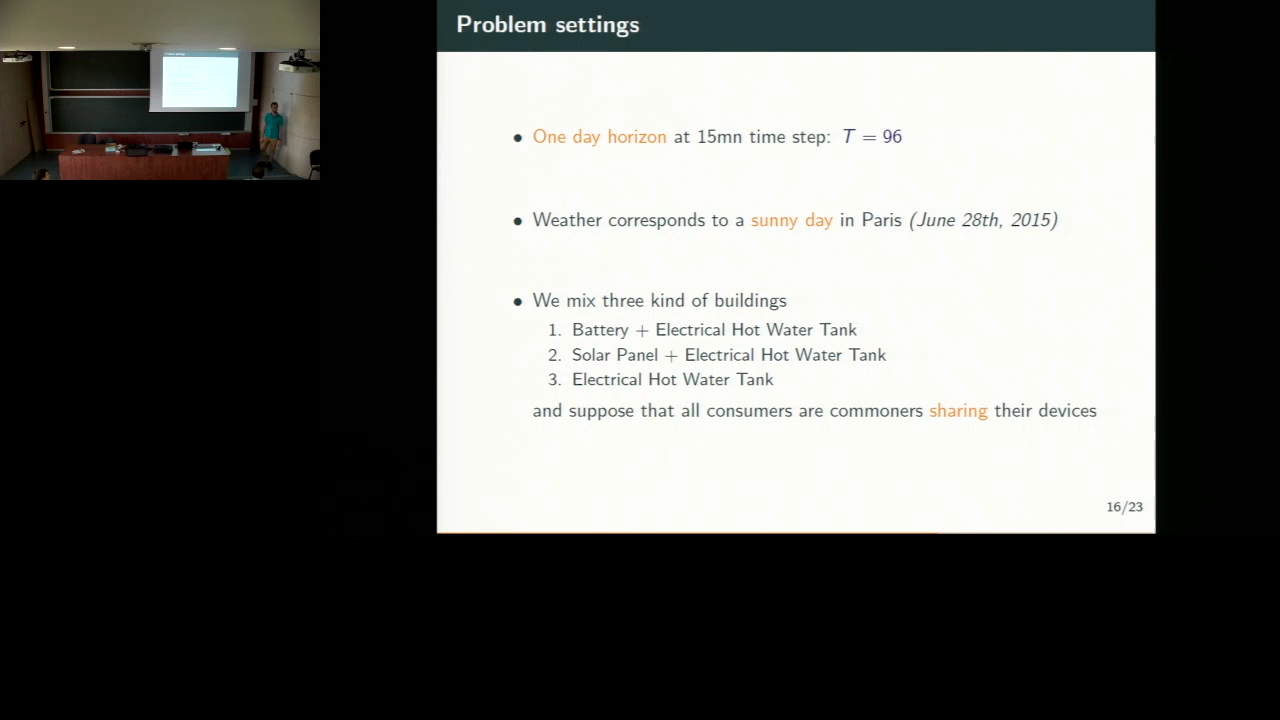 Problem settings
• One day horizon at 15mn time step: T = 96
• Weather corresponds to a sunny day in Paris (June 28th, 2015)
• We mix three kind of buildings
1. Battery + Electrical Hot Water Tank
2. Solar Panel + Electrical Hot Water Tank
3. Electrical Hot Water Tank
and suppose that all consumers are commoners sharing their devices
16/23